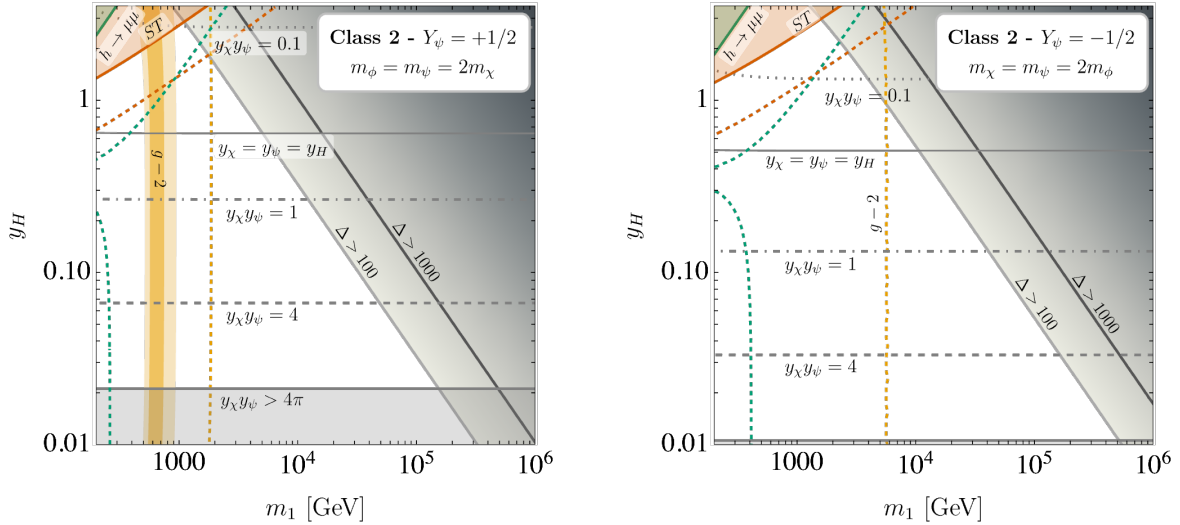 h → μμ
ST
y_χ y_ψ = 0.1
Class 2 - Y_ψ = +1/2
m_ϕ = m_ψ = 2m_χ
1
y_χ = y_ψ = y_H
g − 2
y_χ y_ψ = 1
y_H
Δ > 100
Δ > 1000
0.10
y_χ y_ψ = 4
y_χ y_ψ > 4π
0.01
1000
10^4
10^5
10^6
m_1 [GeV]
h → μμ
ST
Class 2 - Y_ψ = −1/2
m_χ = m_ψ = 2m_ϕ
y_χ y_ψ = 0.1
1
y_χ = y_ψ = y_H
g − 2
y_H
y_χ y_ψ = 1
0.10
Δ > 100
Δ > 1000
y_χ y_ψ = 4
0.01
1000
10^4
10^5
10^6
m_1 [GeV]